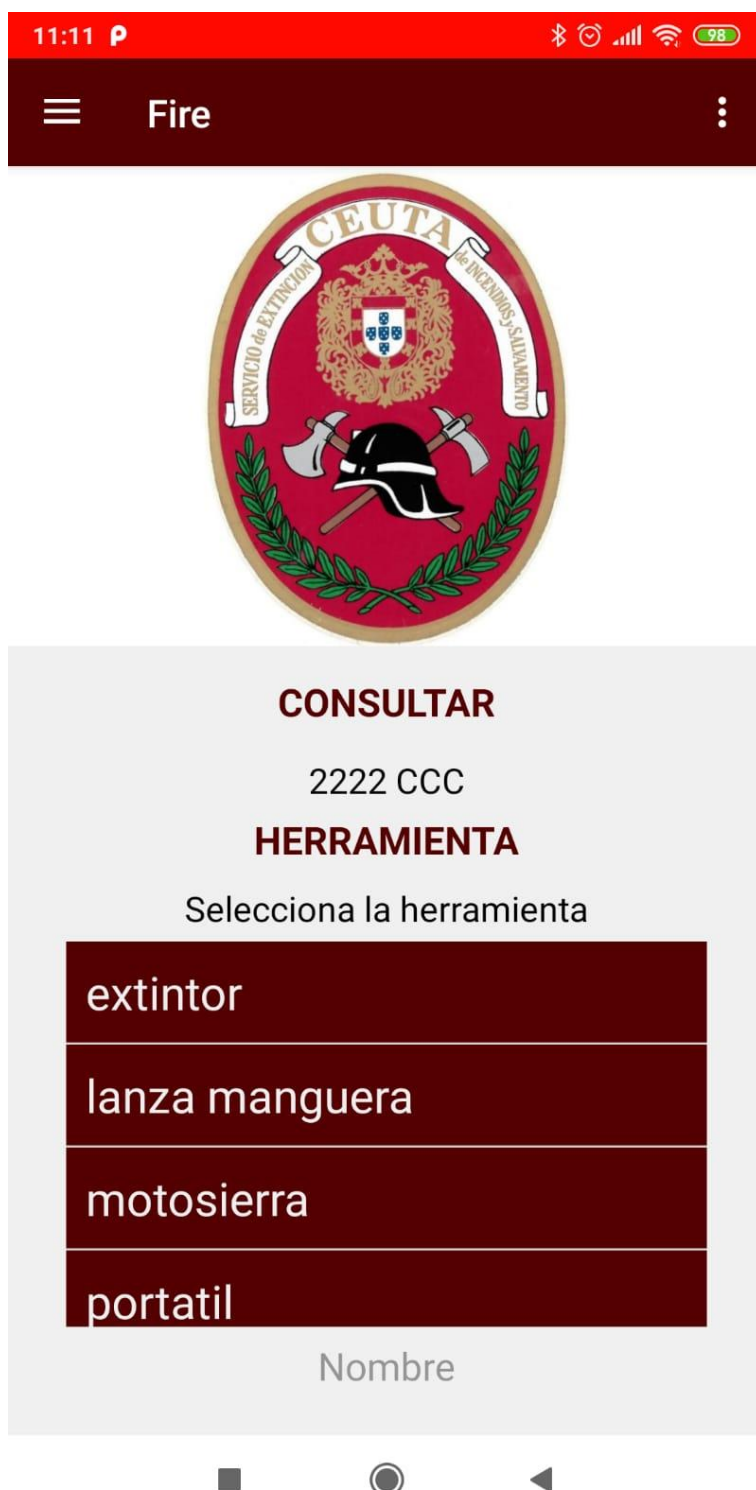 11:11
98
Fire
CEUTA
SERVICIO de EXTINCION
de INCENDIOS y SALVAMENTO
CONSULTAR
2222 CCC
HERRAMIENTA
Selecciona la herramienta
extintor
lanza manguera
motosierra
portatil
Nombre